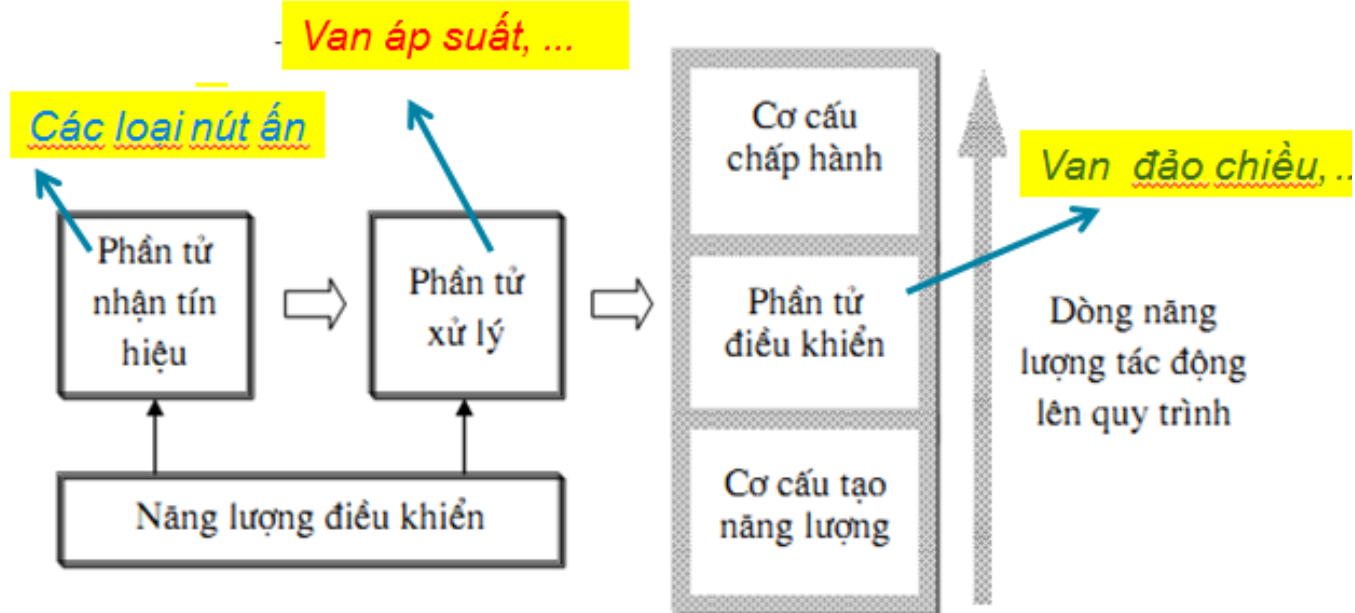 Van áp suất, ...
Các loại nút ấn
Phần tử
nhận tín
hiệu
Phần tử
xử lý
Cơ cấu
chấp hành
Van đảo chiều, ..
Phần tử
điều khiển
Dòng năng
lượng tác động
lên quy trình
Cơ cấu tạo
năng lượng
Năng lượng điều khiển